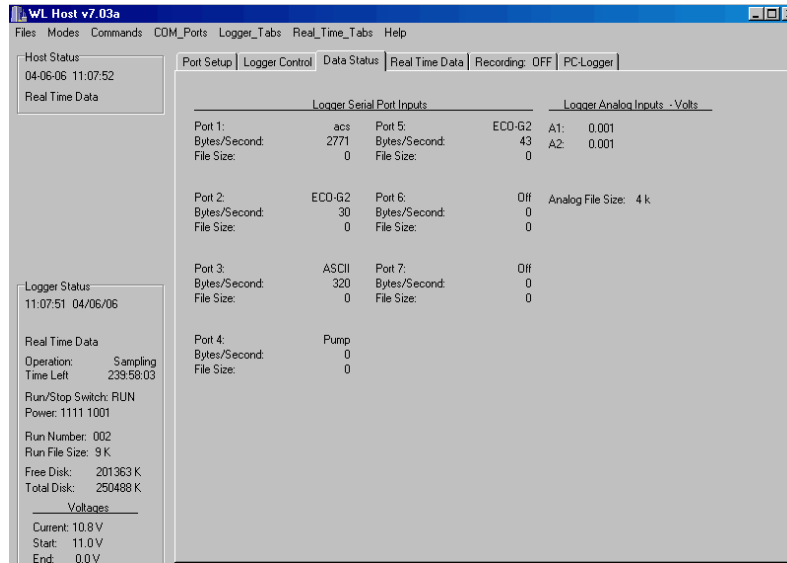 WL Host v7.03a
Files Modes Commands COM_Ports Logger_Tabs Real_Time_Tabs Help
Host Status
04-06-06 11:07:52
Real Time Data
Port Setup Logger Control Data Status Real Time Data Recording: OFF PC-Logger
Logger Serial Port Inputs
Port 1: acs
Bytes/Second: 2771
File Size: 0
Port 5: ECO-G2
Bytes/Second: 43
File Size: 0
Port 2: ECO-G2
Bytes/Second: 30
File Size: 0
Port 6: Off
Bytes/Second: 0
File Size: 0
Port 3: ASCII
Bytes/Second: 320
File Size: 0
Port 7: Off
Bytes/Second: 0
File Size: 0
Port 4: Pump
Bytes/Second: 0
File Size: 0
Logger Analog Inputs - Volts
A1: 0.001
A2: 0.001
Analog File Size: 4 k
Logger Status
11:07:51 04/06/06
Real Time Data
Operation: Sampling
Time Left 239:58:03
Run/Stop Switch: RUN
Power: 1111 1001
Run Number: 002
Run File Size: 9 K
Free Disk: 201363 K
Total Disk: 250488 K
Voltages
Current: 10.8 V
Start: 11.0 V
End: 0.0 V